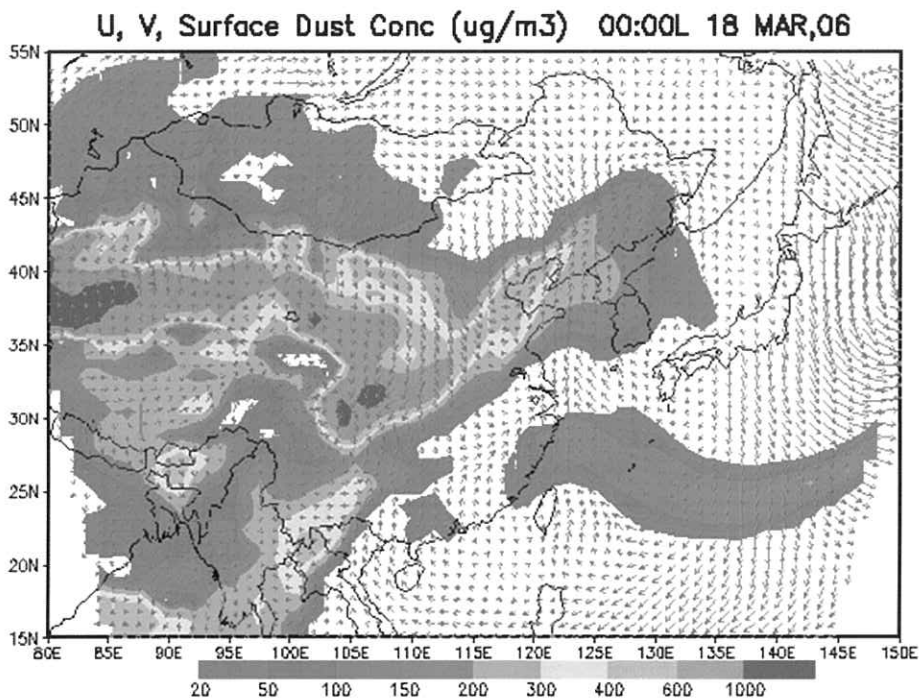 U, V, Surface Dust Conc (ug/m3) 00:00L 18 MAR,06
55N
50N
45N
40N
35N
30N
25N
20N
15N
80E 85E 90E 95E 100E 105E 110E 115E 120E 125E 130E 135E 140E 145E 150E
20 50 100 150 200 300 400 600 1000